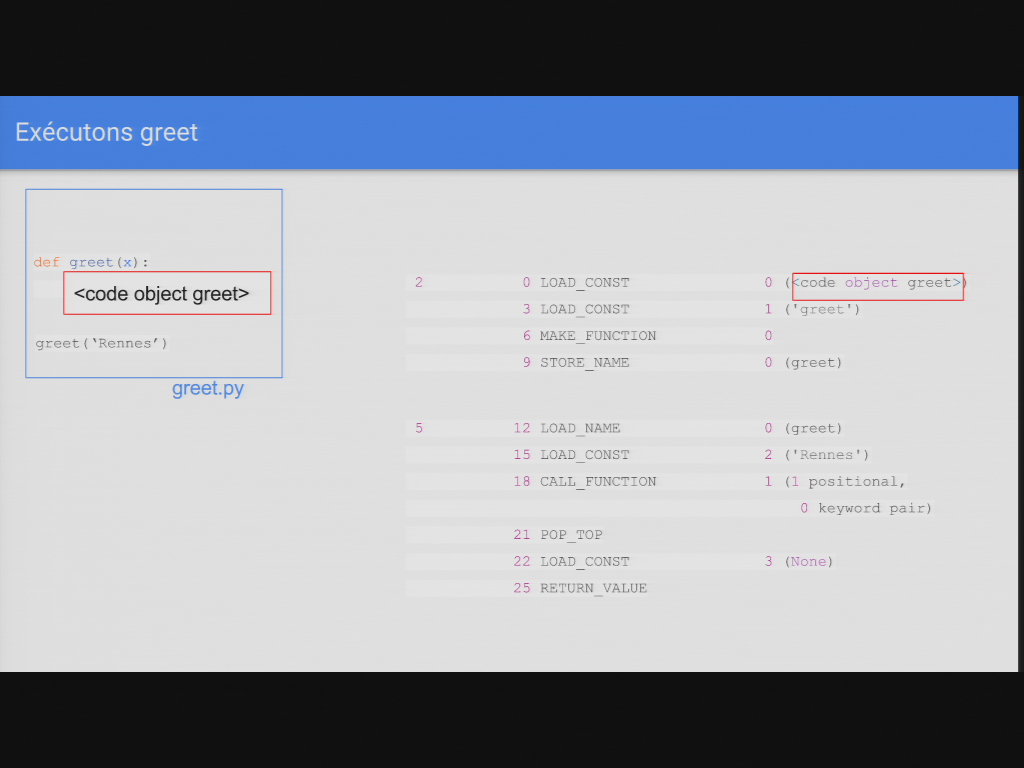 Exécutons greet
def greet(x):
<code object greet>
greet(‘Rennes’)
greet.py
2 0 LOAD_CONST 0 (<code object greet>)
3 LOAD_CONST 1 ('greet')
6 MAKE_FUNCTION 0
9 STORE_NAME 0 (greet)
5 12 LOAD_NAME 0 (greet)
15 LOAD_CONST 2 ('Rennes')
18 CALL_FUNCTION 1 (1 positional,
0 keyword pair)
21 POP_TOP
22 LOAD_CONST 3 (None)
25 RETURN_VALUE